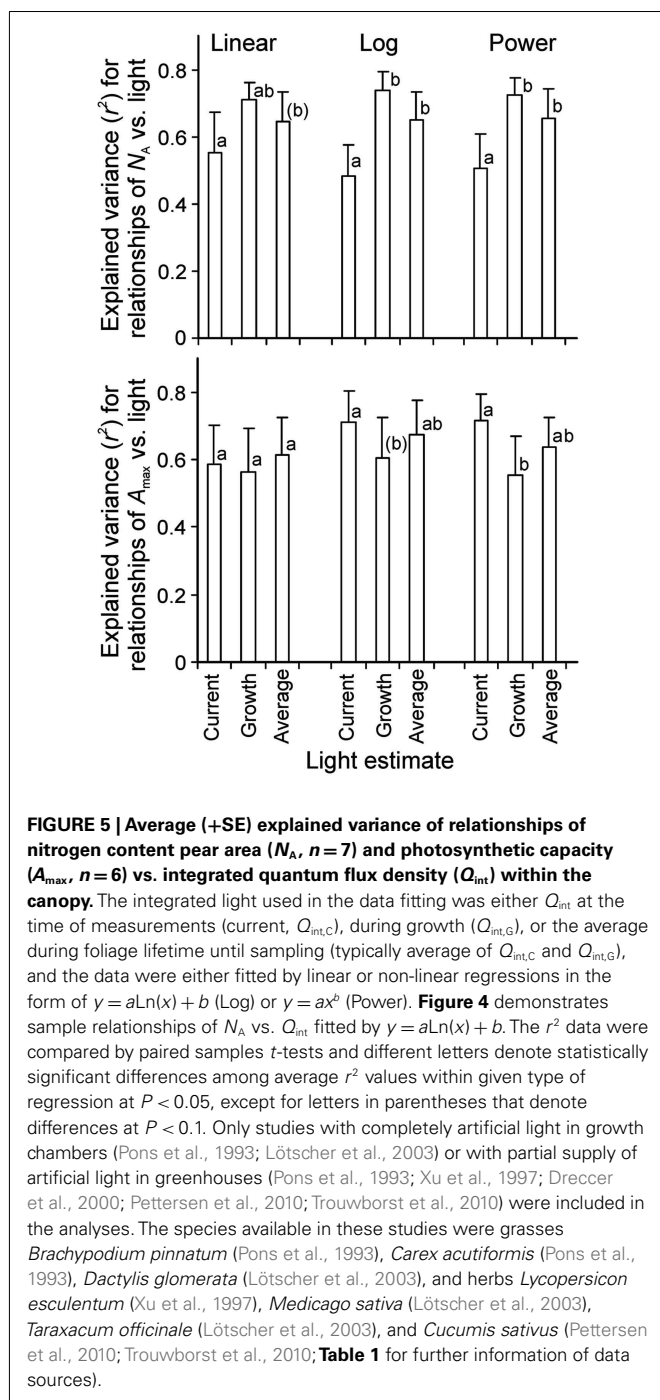 Linear Log Power
Explained variance (r²) for
relationships of N_A vs. light
0.8
0.6
0.4
0.2
0
a
ab
(b)
a
b
b
a
b
b
Explained variance (r²) for
relationships of A_max vs. light
0.8
0.6
0.4
0.2
0
a
a
a
a
(b)
ab
a
b
ab
Current
Growth
Average
Current
Growth
Average
Current
Growth
Average
Light estimate
FIGURE 5 | Average (+SE) explained variance of relationships of
nitrogen content pear area (N_A, n = 7) and photosynthetic capacity
(A_max, n = 6) vs. integrated quantum flux density (Q_int) within the
canopy. The integrated light used in the data fitting was either Q_int at the
time of measurements (current, Q_int,C), during growth (Q_int,G), or the average
during foliage lifetime until sampling (typically average of Q_int,C and Q_int,G),
and the data were either fitted by linear or non-linear regressions in the
form of y = aLn(x) + b (Log) or y = ax^b (Power). Figure 4 demonstrates
sample relationships of N_A vs. Q_int fitted by y = aLn(x) + b. The r² data were
compared by paired samples t-tests and different letters denote statistically
significant differences among average r² values within given type of
regression at P < 0.05, except for letters in parentheses that denote
differences at P < 0.1. Only studies with completely artificial light in growth
chambers (Pons et al., 1993; Lötscher et al., 2003) or with partial supply of
artificial light in greenhouses (Pons et al., 1993; Xu et al., 1997; Dreccer
et al., 2000; Pettersen et al., 2010; Trouwborst et al., 2010) were included in
the analyses. The species available in these studies were grasses
Brachypodium pinnatum (Pons et al., 1993), Carex acutiformis (Pons et al.,
1993), Dactylis glomerata (Lötscher et al., 2003), and herbs Lycopersicon
esculentum (Xu et al., 1997), Medicago sativa (Lötscher et al., 2003),
Taraxacum officinale (Lötscher et al., 2003), and Cucumis sativus (Pettersen
et al., 2010; Trouwborst et al., 2010; Table 1 for further information of data
sources).